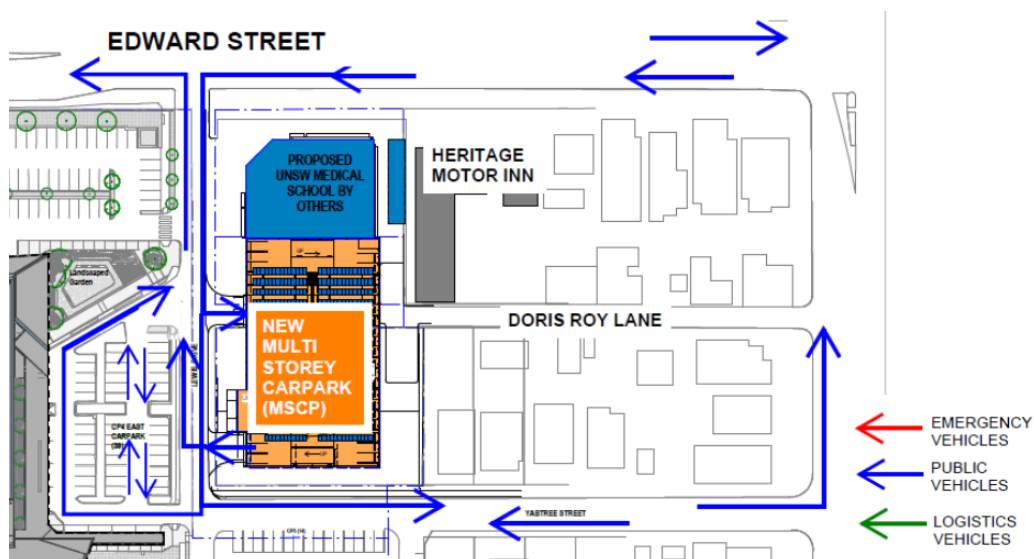 EDWARD STREET
PROPOSED
UNSW MEDICAL
SCHOOL BY
OTHERS
HERITAGE
MOTOR INN
Landscaped
Garden
NEW
MULTI
STOREY
CARPARK
(MSCP)
DORIS ROY LANE
CP4 EAST
CARPARK
YABTREE STREET
EMERGENCY
VEHICLES
PUBLIC
VEHICLES
LOGISTICS
VEHICLES